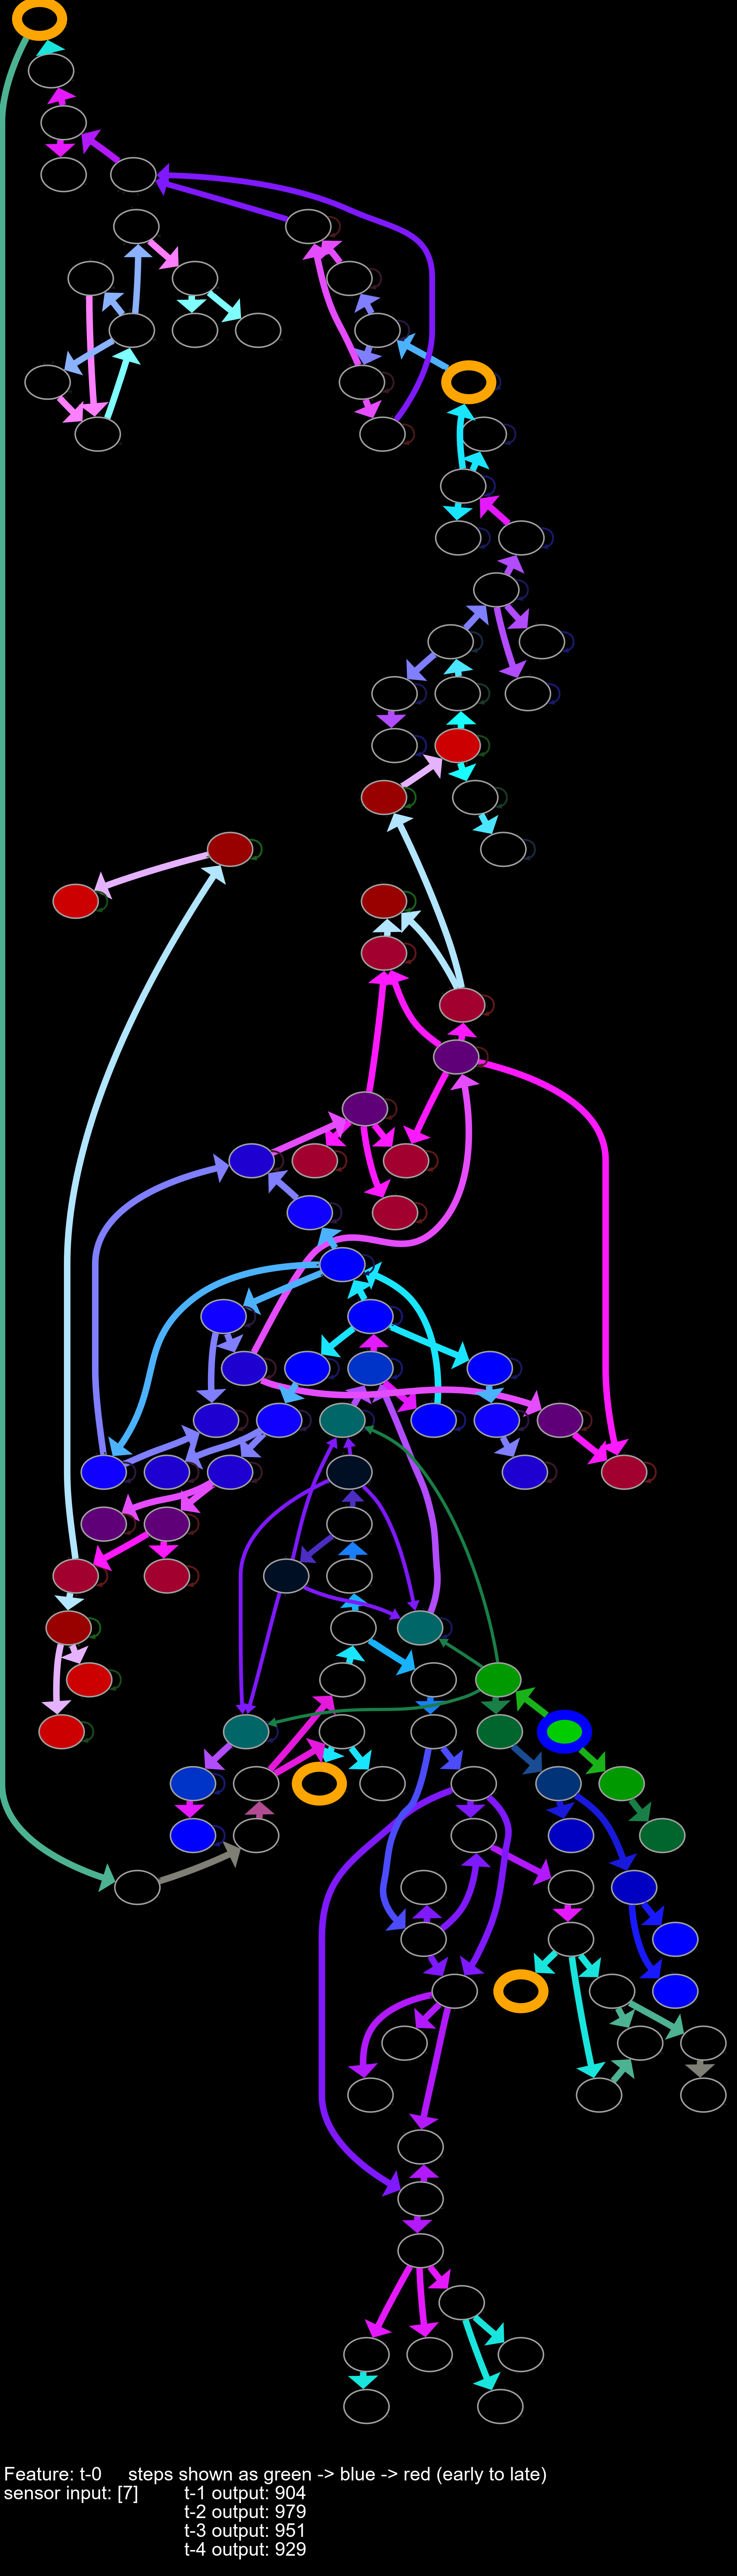 Feature: t-0     steps shown as green -> blue -> red (early to late)
sensor input: [7]     t-1 output: 904
t-2 output: 979
t-3 output: 951
t-4 output: 929